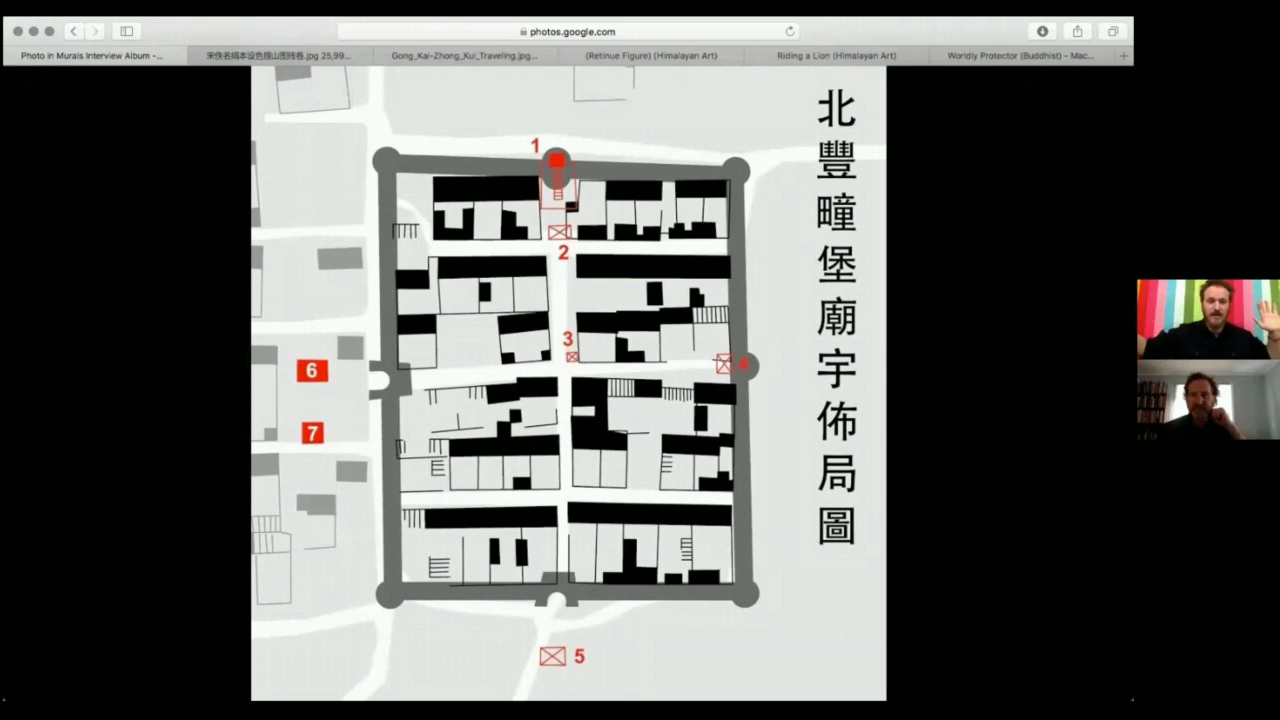 photos.google.com
Photo in Murals Interview Album -...
宋佚名絹本设色搜山图残卷.jpg 25,99...
Gong_Kai-Zhong_Kui_Traveling.jpg...
(Retinue Figure) (Himalayan Art)
Riding a Lion (Himalayan Art)
Worldly Protector (Buddhist) - Mac...
北豐疃堡廟宇佈局圖
1
2
3
4
6
7
5